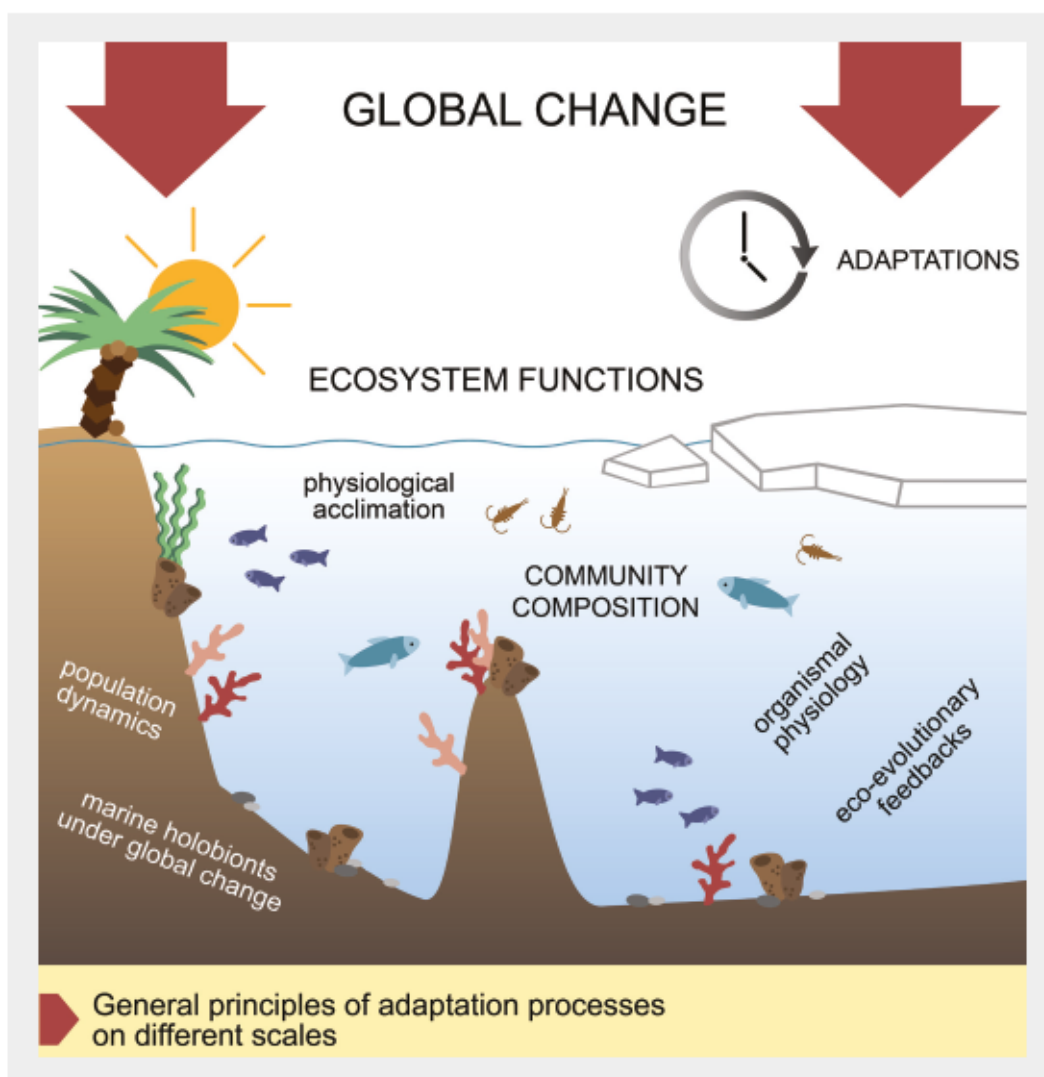 GLOBAL CHANGE
ADAPTATIONS
ECOSYSTEM FUNCTIONS
physiological
acclimation
COMMUNITY
COMPOSITION
population
dynamics
organismal
physiology
eco-evolutionary
feedbacks
marine holobionts
under global change
General principles of adaptation processes
on different scales